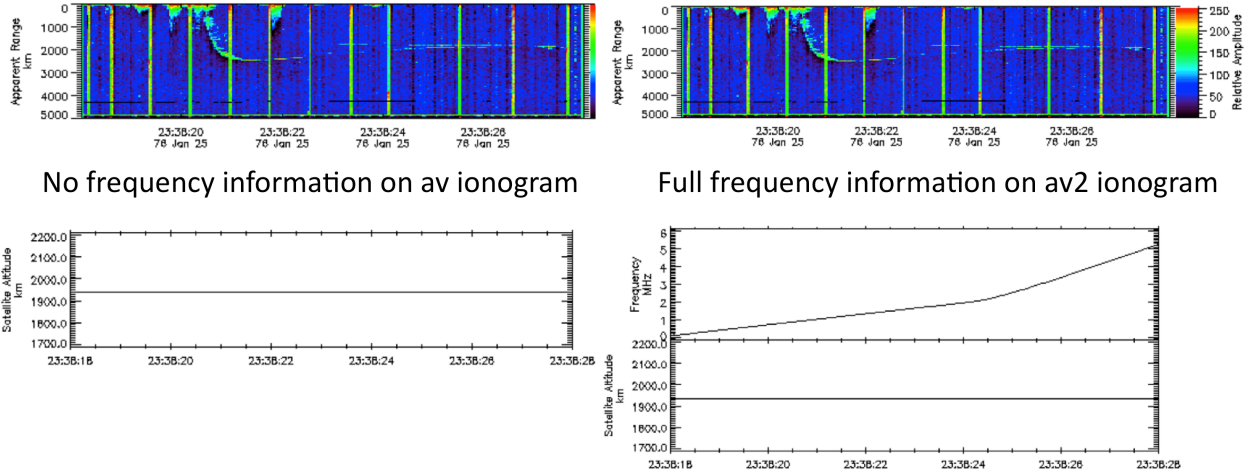 0
1000
2000
3000
4000
5000
Apparent Range
km
23:38:20
76 Jan 25
23:38:22
76 Jan 25
23:38:24
76 Jan 25
23:38:26
76 Jan 25
0
1000
2000
3000
4000
5000
Apparent Range
km
23:38:20
76 Jan 25
23:38:22
76 Jan 25
23:38:24
76 Jan 25
23:38:26
76 Jan 25
250
200
150
100
50
0
Relative Amplitude
No frequency information on av ionogram
Full frequency information on av2 ionogram
2200.0
2100.0
2000.0
1900.0
1800.0
1700.0
Satellite Altitude
km
23:38:18 23:38:20 23:38:22 23:38:24 23:38:26 23:38:28
6
5
4
3
2
1
0
Frequency
MHz
2200.0
2100.0
2000.0
1900.0
1800.0
1700.0
Satellite Altitude
km
23:38:18 23:38:20 23:38:22 23:38:24 23:38:26 23:38:28